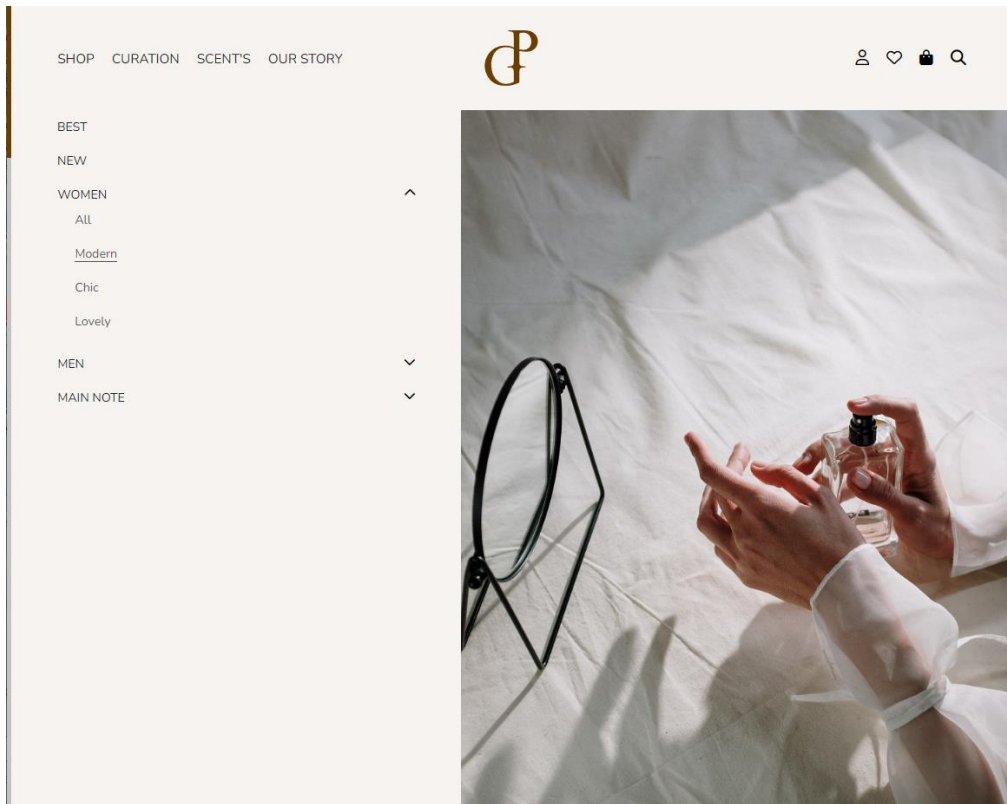 SHOP CURATION SCENT'S OUR STORY
GP
BEST
NEW
WOMEN
All
Modern
Chic
Lovely
MEN
MAIN NOTE